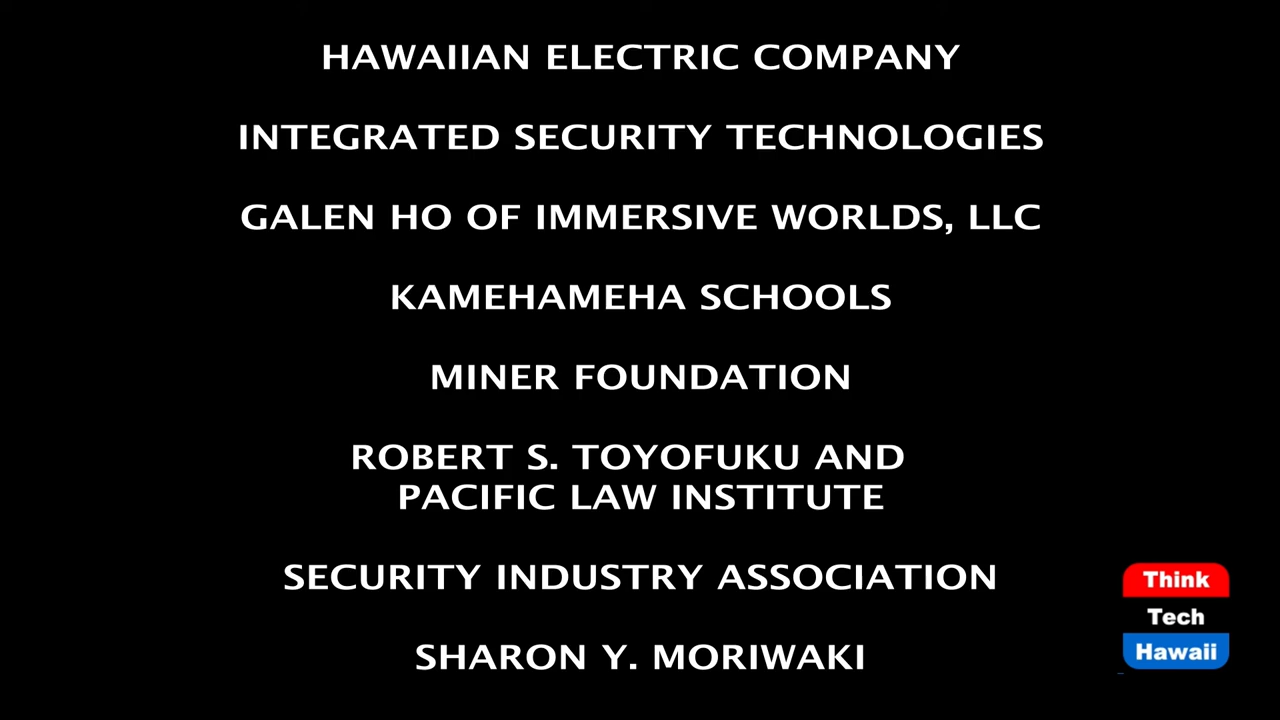 HAWAIIAN ELECTRIC COMPANY
INTEGRATED SECURITY TECHNOLOGIES
GALEN HO OF IMMERSIVE WORLDS, LLC
KAMEHAMEHA SCHOOLS
MINER FOUNDATION
ROBERT S. TOYOFUKU AND
PACIFIC LAW INSTITUTE
SECURITY INDUSTRY ASSOCIATION
SHARON Y. MORIWAKI
Think
Tech
Hawaii